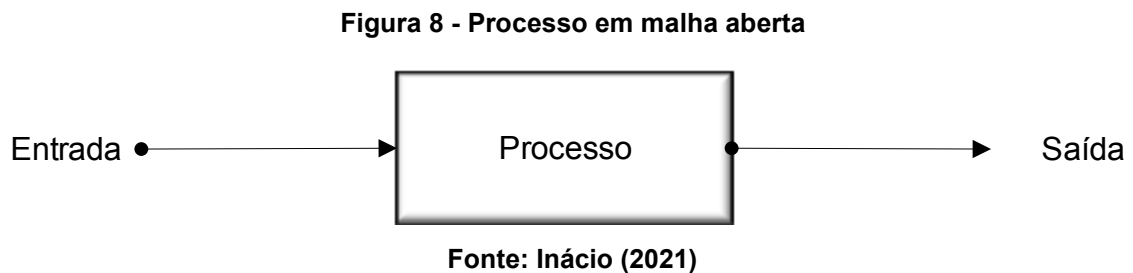 Figura 8 - Processo em malha aberta
Entrada
Processo
Saída
Fonte: Inácio (2021)